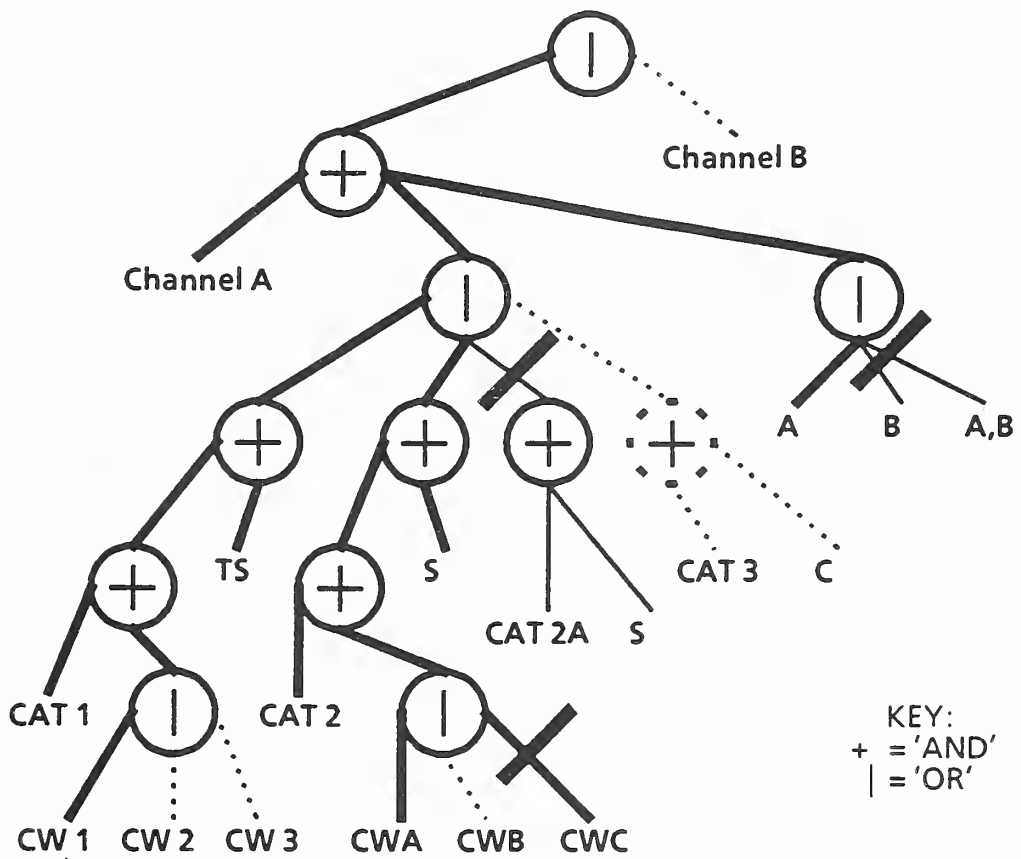 Channel B
Channel A
A B A,B
TS S CAT 3 C
CAT 2A S
CAT 1 CAT 2
KEY:
+ = 'AND'
| = 'OR'
CW 1 CW 2 CW 3 CWA CWB CWC